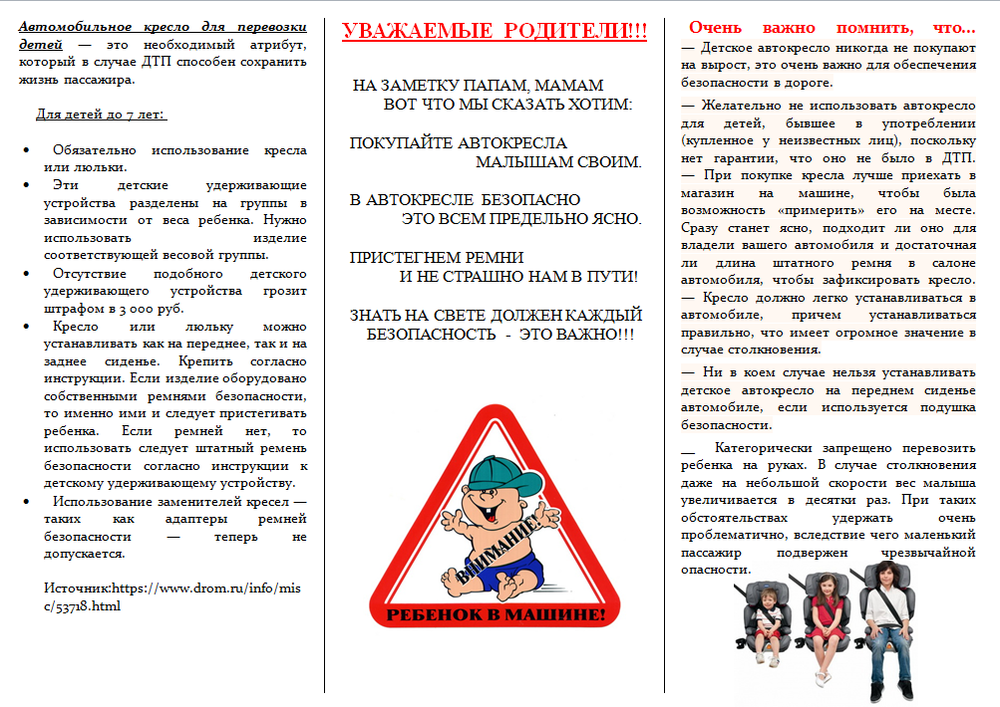 Автомобильное кресло для перевозки
детей — это необходимый атрибут,
который в случае ДТП способен сохранить
жизнь пассажира.
Для детей до 7 лет:
• Обязательно использование кресла
или люльки.
• Эти детские удерживающие
устройства разделены на группы в
зависимости от веса ребенка. Нужно
использовать изделие
соответствующей весовой группы.
• Отсутствие подобного детского
удерживающего устройства грозит
штрафом в 3 000 руб.
• Кресло или люльку можно
устанавливать как на переднее, так и на
заднее сиденье. Крепить согласно
инструкции. Если изделие оборудовано
собственными ремнями безопасности,
то именно ими и следует пристегивать
ребенка. Если ремней нет, то
использовать следует штатный ремень
безопасности согласно инструкции к
детскому удерживающему устройству.
• Использование заменителей кресел —
таких как адаптеры ремней
безопасности — теперь не
допускается.
Источник:https://www.drom.ru/info/mis
c/53718.html
УВАЖАЕМЫЕ РОДИТЕЛИ!!!
НА ЗАМЕТКУ ПАПАМ, МАМАМ
ВОТ ЧТО МЫ СКАЗАТЬ ХОТИМ:
ПОКУПАЙТЕ АВТОКРЕСЛА
МАЛЫШАМ СВОИМ.
В АВТОКРЕСЛЕ БЕЗОПАСНО
ЭТО ВСЕМ ПРЕДЕЛЬНО ЯСНО.
ПРИСТЕГНЕМ РЕМНИ
И НЕ СТРАШНО НАМ В ПУТИ!
ЗНАТЬ НА СВЕТЕ ДОЛЖЕН КАЖДЫЙ
БЕЗОПАСНОСТЬ - ЭТО ВАЖНО!!!
ВНИМАНИЕ!
РЕБЕНОК В МАШИНЕ!
Очень важно помнить, что…
— Детское автокресло никогда не покупают
на вырост, это очень важно для обеспечения
безопасности в дороге.
— Желательно не использовать автокресло
для детей, бывшее в употреблении
(купленное у неизвестных лиц), поскольку
нет гарантии, что оно не было в ДТП.
— При покупке кресла лучше приехать в
магазин на машине, чтобы была
возможность «примерить» его на месте.
Сразу станет ясно, подходит ли оно для
владели вашего автомобиля и достаточная
ли длина штатного ремня в салоне
автомобиля, чтобы зафиксировать кресло.
— Кресло должно легко устанавливаться в
автомобиле, причем устанавливаться
правильно, что имеет огромное значение в
случае столкновения.
— Ни в коем случае нельзя устанавливать
детское автокресло на переднем сиденье
автомобиле, если используется подушка
безопасности.
__ Категорически запрещено перевозить
ребенка на руках. В случае столкновения
даже на небольшой скорости вес малыша
увеличивается в десятки раз. При таких
обстоятельствах удержать очень
проблематично, вследствие чего маленький
пассажир подвержен чрезвычайной
опасности.